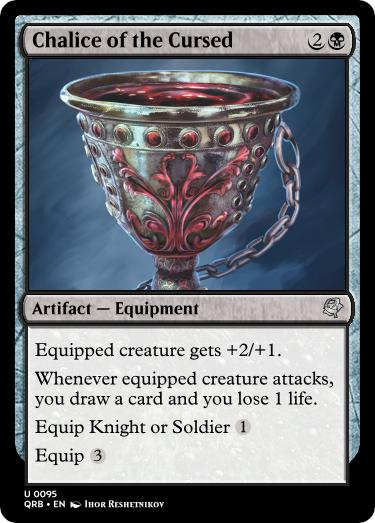 Chalice of the Cursed 2
Artifact — Equipment
Equipped creature gets +2/+1.
Whenever equipped creature attacks,
you draw a card and you lose 1 life.
Equip Knight or Soldier 1
Equip 3
U 0095
QRB • EN Ihor Reshetnikov